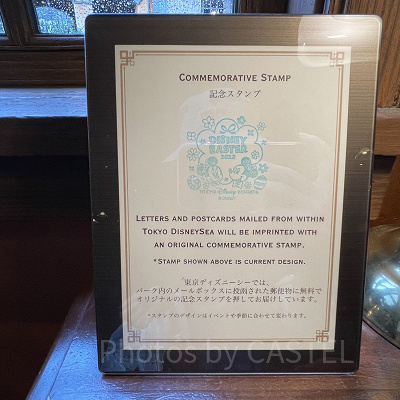 COMMEMORATIVE STAMP
記念スタンプ
DISNEY
EASTER
TOKYO Disney RESORT
LETTERS AND POSTCARDS MAILED FROM WITHIN
TOKYO DISNEYSEA WILL BE IMPRINTED WITH
AN ORIGINAL COMMEMORATIVE STAMP.
*STAMP SHOWN ABOVE IS CURRENT DESIGN.
東京ディズニーシーでは、
パーク内のメールボックスに投函された郵便物に無料で
オリジナルの記念スタンプを押してお届けしています。
*スタンプのデザインはイベントや季節に合わせて変わります。
Photos by CASTEL